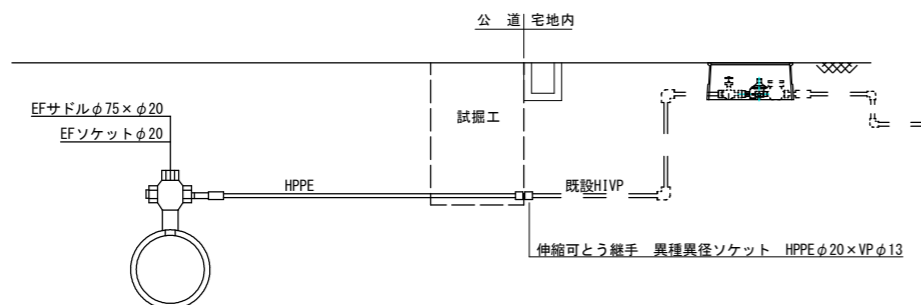 公 道 宅地内
EFサドルφ75×φ20
EFソケットφ20
試掘工
HPPE
既設HIVP
伸縮可とう継手 異種異径ソケット HPPEφ20×VPφ13